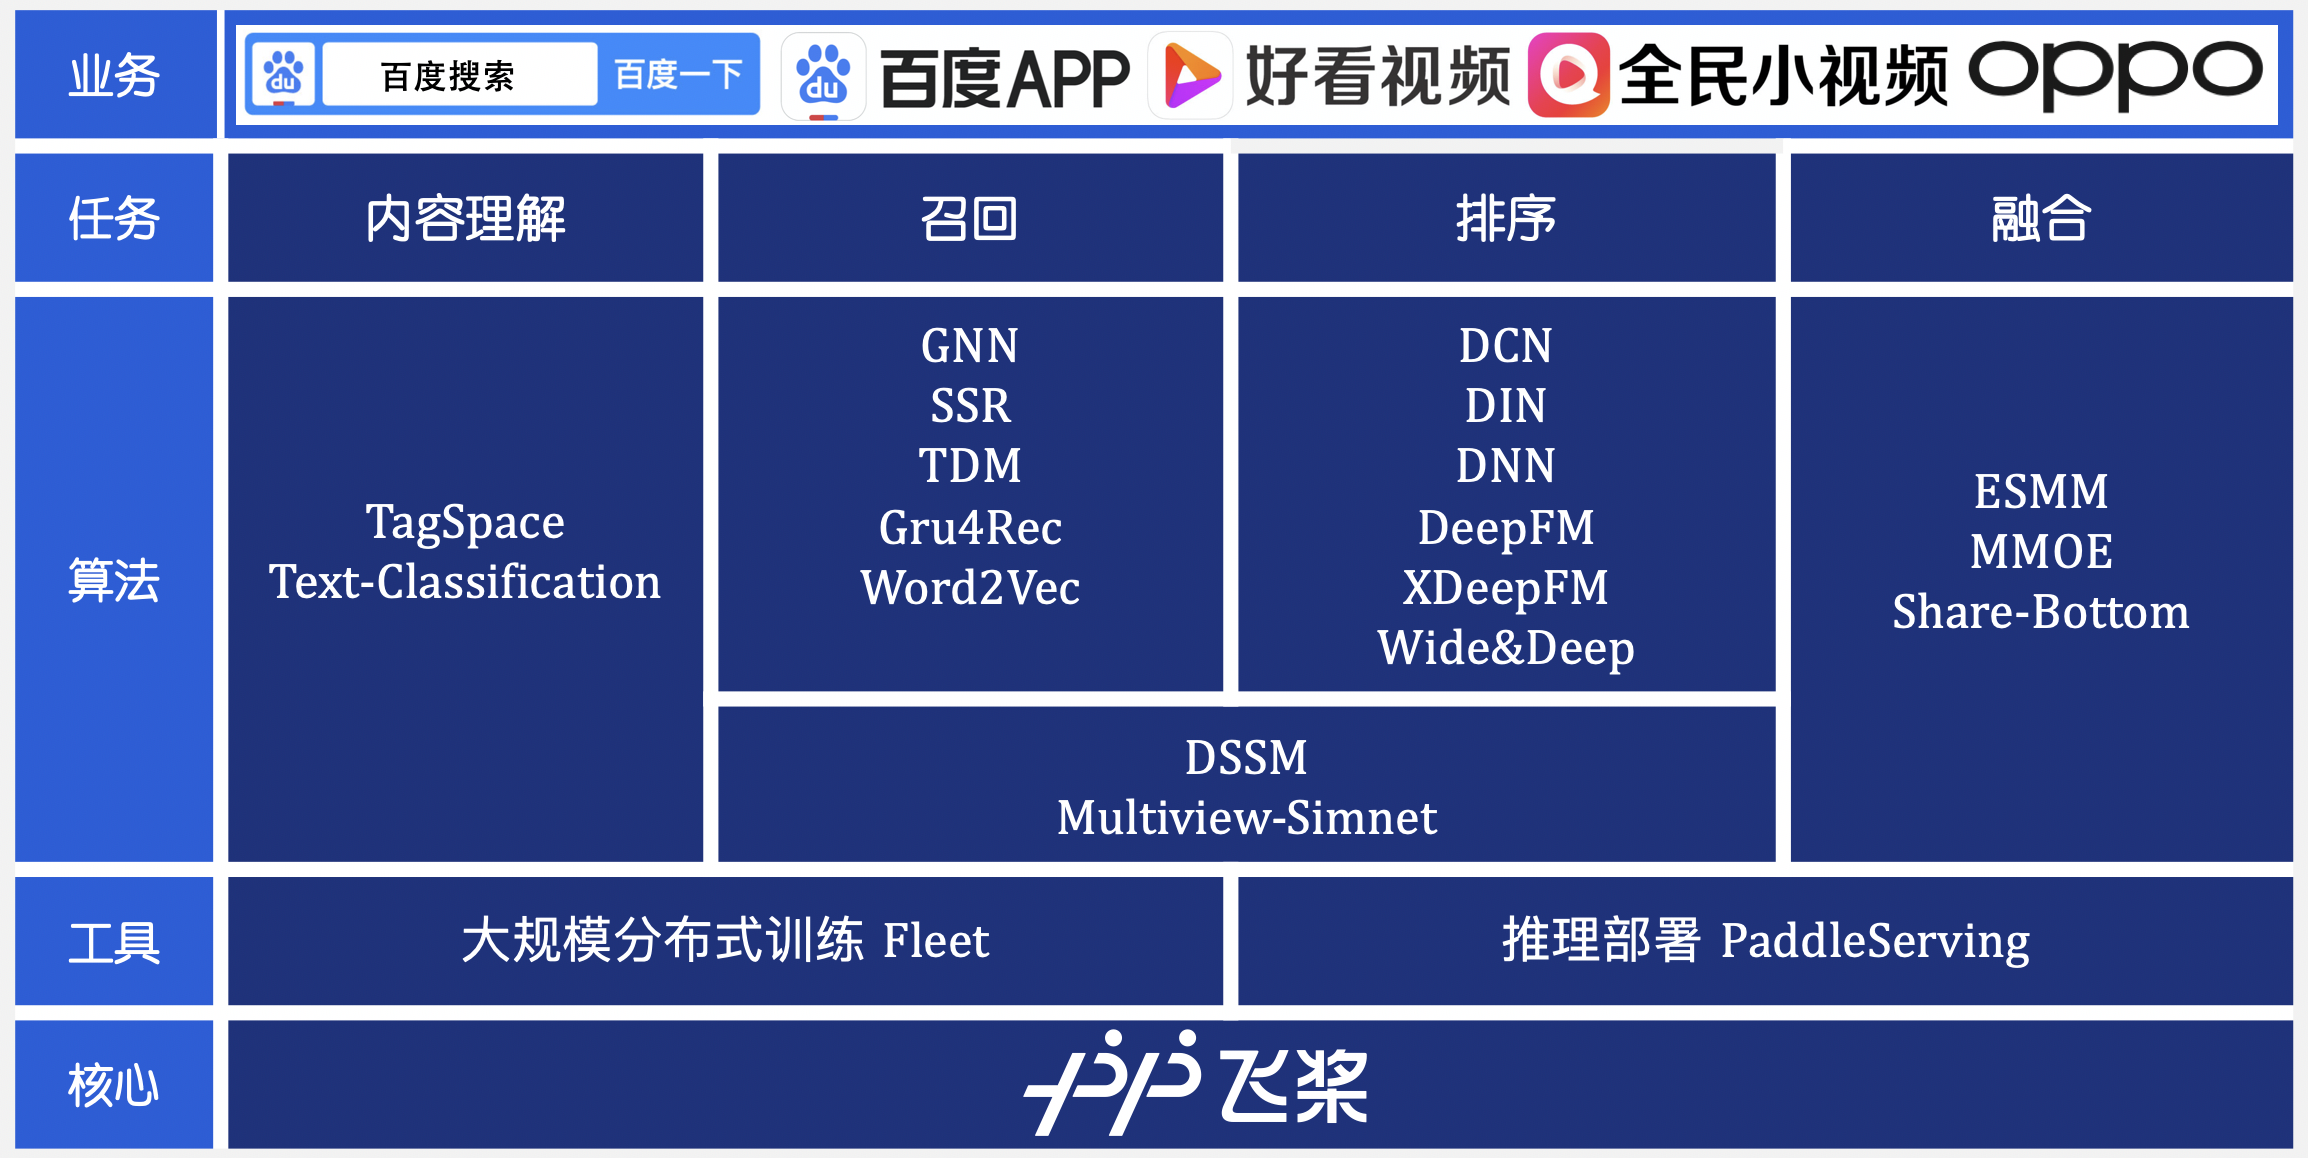 业务
du 百度搜索 百度一下 du 百度APP 好看视频 全民小视频 oppo
任务
内容理解
召回
排序
融合
算法
TagSpace
Text-Classification
GNN
SSR
TDM
Gru4Rec
Word2Vec
DCN
DIN
DNN
DeepFM
XDeepFM
Wide&Deep
DSSM
Multiview-Simnet
ESMM
MMOE
Share-Bottom
工具
大规模分布式训练 Fleet
推理部署 PaddleServing
核心
飞桨